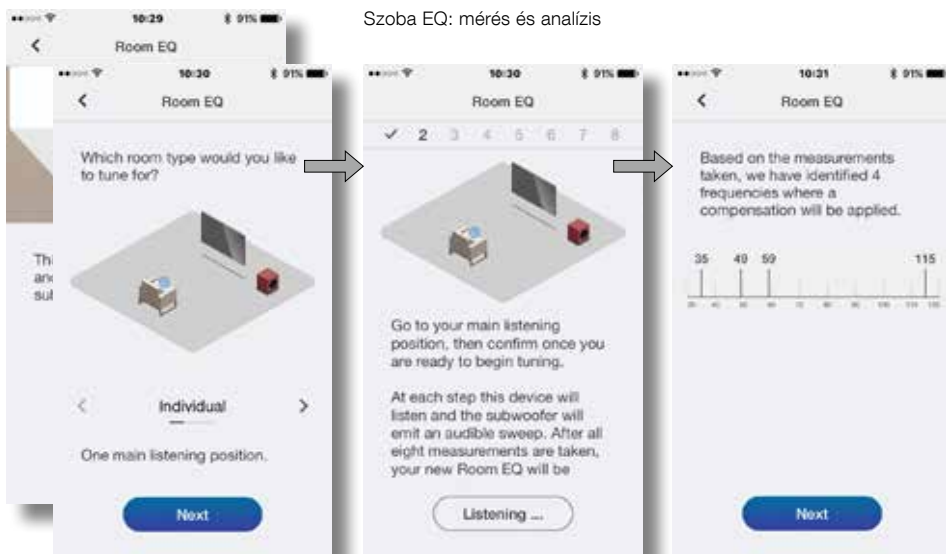 Szoba EQ: mérés és analízis
10:29
91%
Room EQ
Thi
and
sul
10:30
91%
Room EQ
Which room type would you like
to tune for?
Individual
One main listening position.
Next
10:30
91%
Room EQ
2 3 4 5 6 7 8
Go to your main listening
position, then confirm once you
are ready to begin tuning.
At each step this device will
listen and the subwoofer will
emit an audible sweep. After all
eight measurements are taken,
your new Room EQ will be
Listening ...
10:31
91%
Room EQ
Based on the measurements
taken, we have identified 4
frequencies where a
compensation will be applied.
35 49 59 115
Next